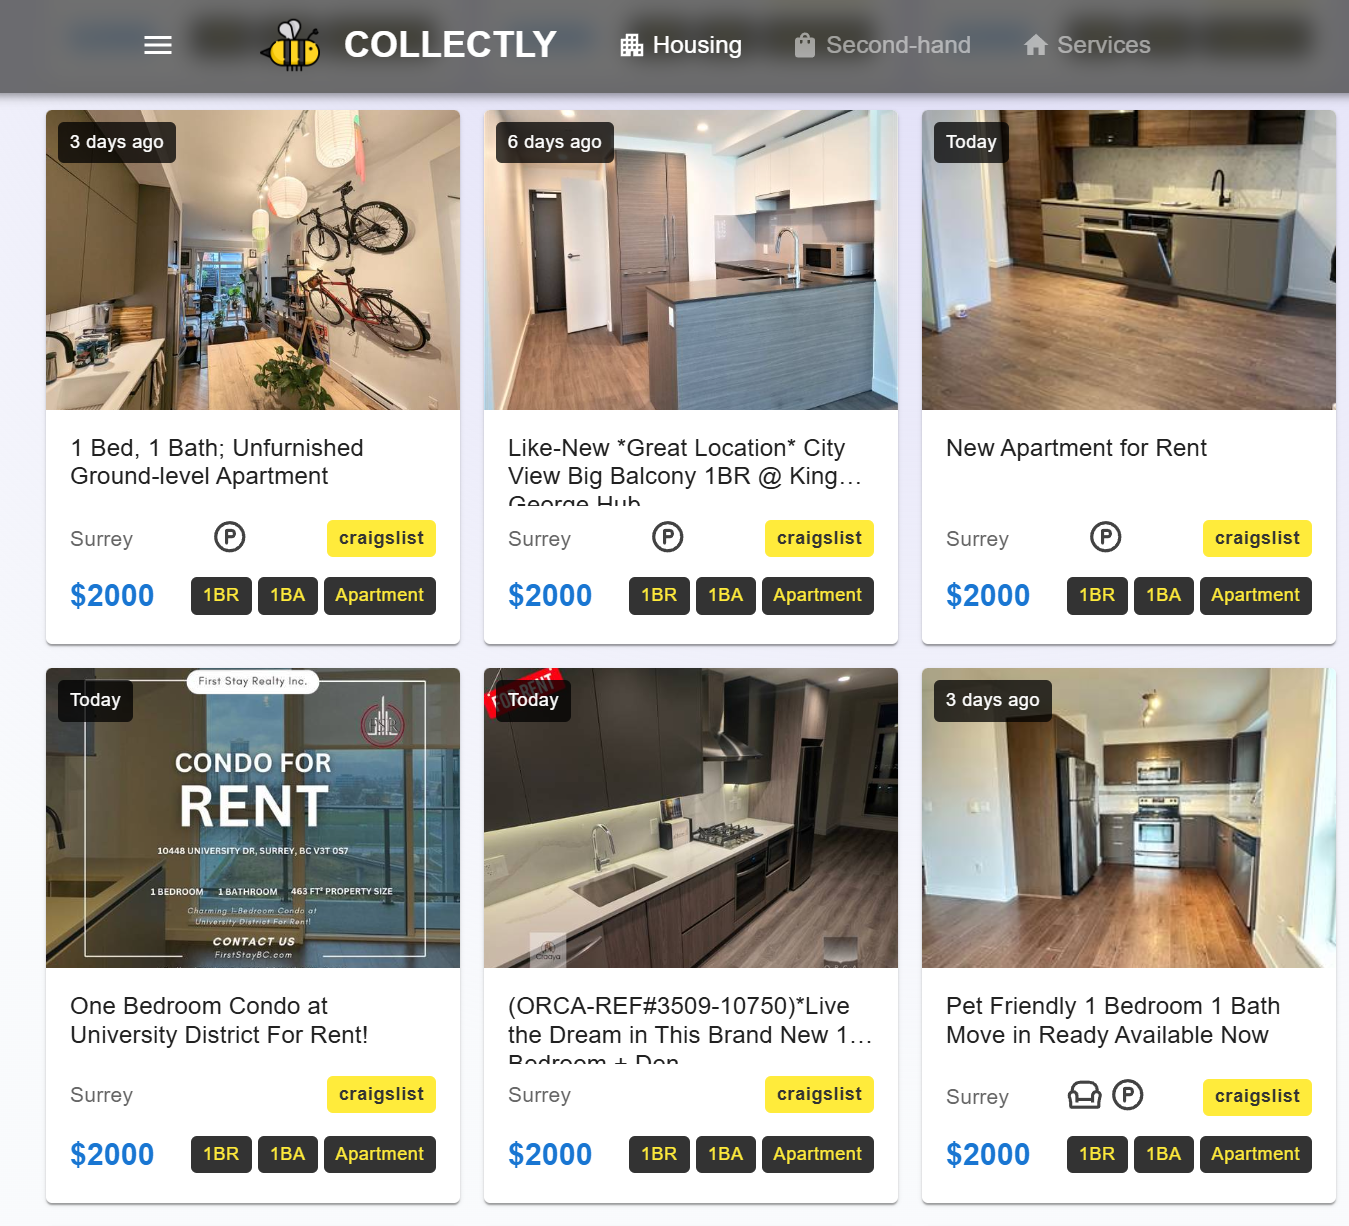 COLLECTLY
Housing
Second-hand
Services
3 days ago
1 Bed, 1 Bath; Unfurnished
Ground-level Apartment
Surrey
P
craigslist
$2000
1BR
1BA
Apartment
6 days ago
Like-New *Great Location* City
View Big Balcony 1BR @ King…
George Hub
Surrey
P
craigslist
$2000
1BR
1BA
Apartment
Today
New Apartment for Rent
Surrey
P
craigslist
$2000
1BR
1BA
Apartment
Today
First Stay Realty Inc.
CONDO FOR
RENT
10448 UNIVERSITY DR, SURREY, BC V3T 0S7
1 BEDROOM 1 BATHROOM 463 FT² PROPERTY SIZE
Charming 1-Bedroom Condo at
University District For Rent!
CONTACT US
FirstStayBC.com
One Bedroom Condo at
University District For Rent!
Surrey
craigslist
$2000
1BR
1BA
Apartment
FOR RENT
Today
(ORCA-REF#3509-10750)*Live
the Dream in This Brand New 1…
Bedroom + Den
Surrey
craigslist
$2000
1BR
1BA
Apartment
3 days ago
Pet Friendly 1 Bedroom 1 Bath
Move in Ready Available Now
Surrey
P
craigslist
$2000
1BR
1BA
Apartment